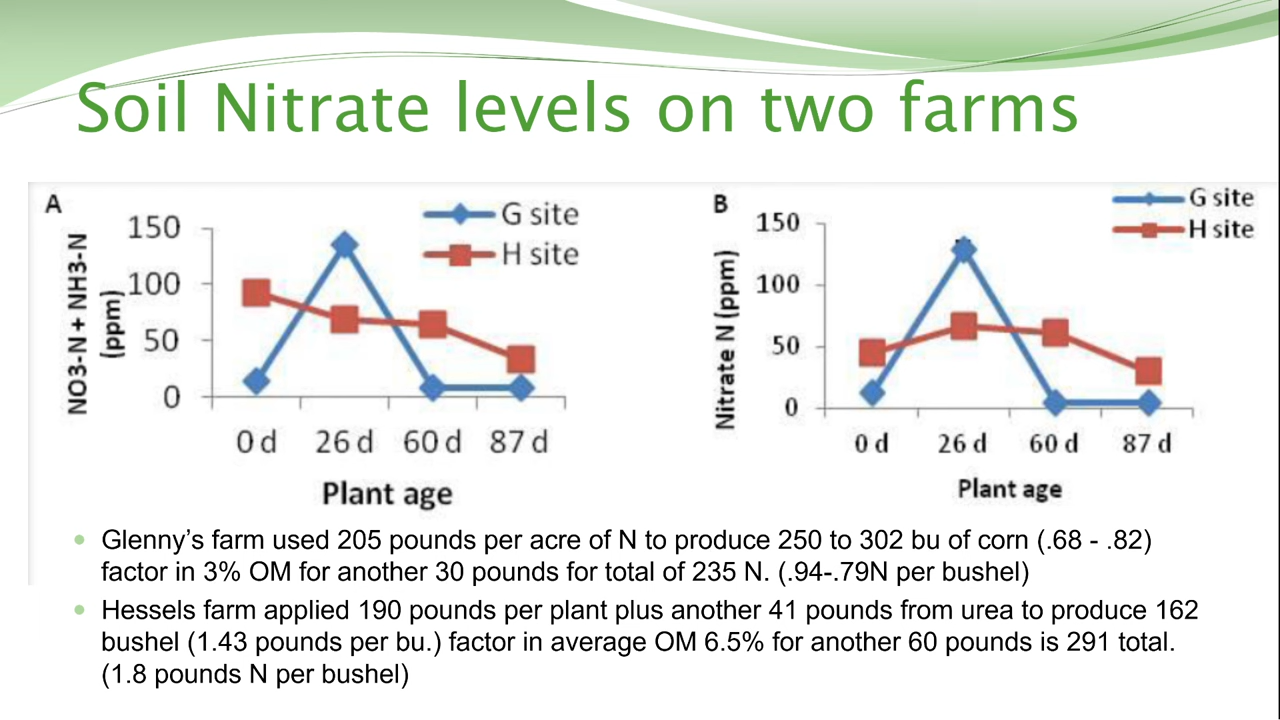 Soil Nitrate levels on two farms
A
NO3-N + NH3-N
(ppm)
150
100
50
0
G site
H site
0 d 26 d 60 d 87 d
Plant age
B
Nitrate N (ppm)
150
100
50
0
G site
H site
0 d 26 d 60 d 87 d
Plant age
• Glenny’s farm used 205 pounds per acre of N to produce 250 to 302 bu of corn (.68 - .82)
factor in 3% OM for another 30 pounds for total of 235 N. (.94-.79N per bushel)
• Hessels farm applied 190 pounds per plant plus another 41 pounds from urea to produce 162
bushel (1.43 pounds per bu.) factor in average OM 6.5% for another 60 pounds is 291 total.
(1.8 pounds N per bushel)